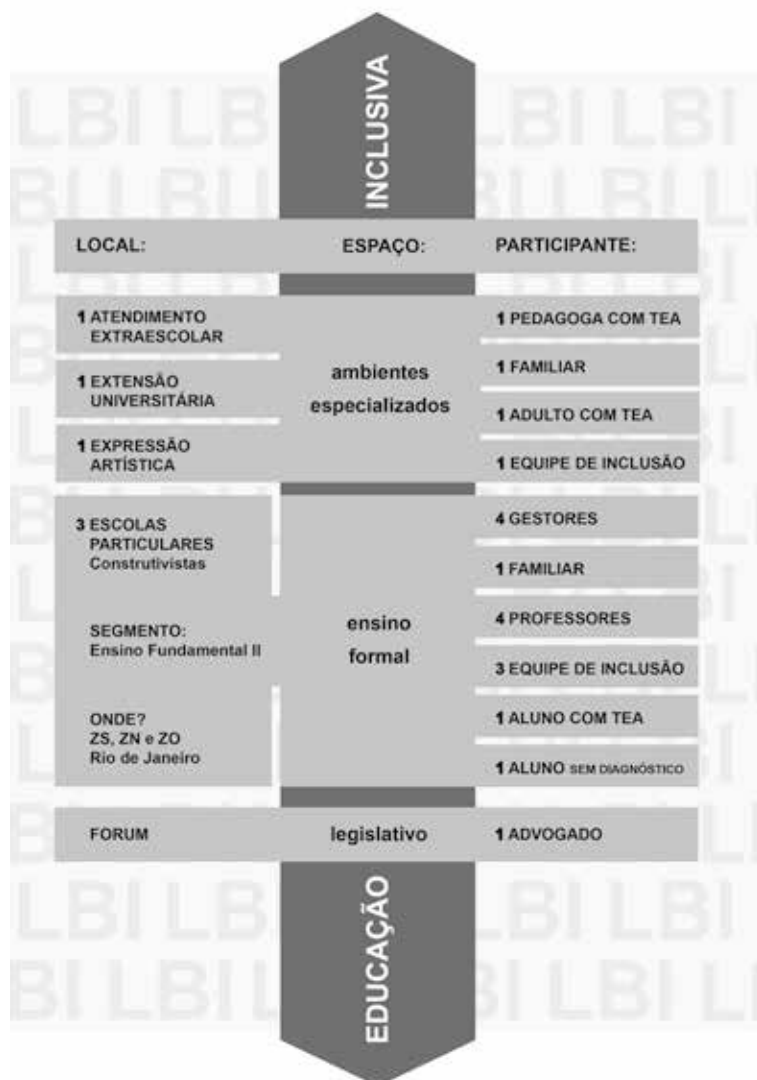 INCLUSIVA
LOCAL:
ESPAÇO:
PARTICIPANTE:
1 ATENDIMENTO
EXTRAESCOLAR
1 EXTENSÃO
UNIVERSITÁRIA
1 EXPRESSÃO
ARTÍSTICA
ambientes
especializados
1 PEDAGOGA COM TEA
1 FAMILIAR
1 ADULTO COM TEA
1 EQUIPE DE INCLUSÃO
3 ESCOLAS
PARTICULARES
Construtivistas
SEGMENTO:
Ensino Fundamental II
ONDE?
ZS, ZN e ZO
Rio de Janeiro
ensino
formal
4 GESTORES
1 FAMILIAR
4 PROFESSORES
3 EQUIPE DE INCLUSÃO
1 ALUNO COM TEA
1 ALUNO SEM DIAGNÓSTICO
FORUM
legislativo
1 ADVOGADO
EDUCAÇÃO
LBI LBI